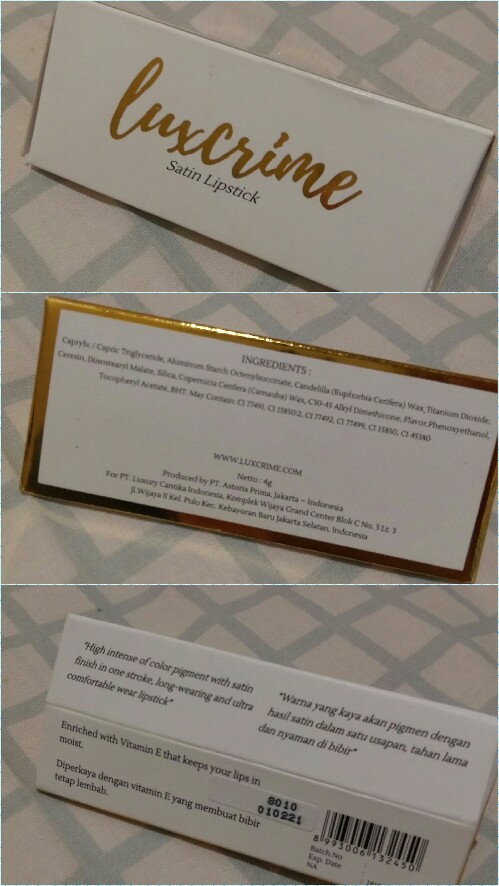 luxcrime
Satin Lipstick
INGREDIENTS :
Caprylic / Capric Triglyceride, Aluminum Starch Octenylsuccinate, Candelilla (Euphorbia Cerifera) Wax, Titanium Dioxide,
Ceresin, Diisostearyl Malate, Silica, Copernicia Cerifera (Carnauba) Wax, C30-45 Alkyl Dimethicone, Flavor, Phenoxyethanol,
Tocopheryl Acetate, BHT. May Contain: CI 77491, CI 15850:2, CI 77492, CI 77499, CI 15850, CI 45380
WWW.LUXCRIME.COM
Netto : 4g
Produced by PT. Astoria Prima, Jakarta – Indonesia
For PT. Luxury Cantika Indonesia, Komplek Wijaya Grand Center Blok C No. 3 Lt. 3
Jl.Wijaya II Kel. Pulo Kec. Kebayoran Baru Jakarta Selatan, Indonesia
"High intense of color pigment with satin
finish in one stroke, long-wearing and ultra
comfortable wear lipstick"
"Warna yang kaya akan pigmen dengan
hasil satin dalam satu usapan, tahan lama
dan nyaman di bibir"
Enriched with Vitamin E that keeps your lips in
moist.
Diperkaya dengan vitamin E yang membuat bibir
tetap lembab.
8010
010221
8 993006 132450
Batch No
Exp. Date
NA